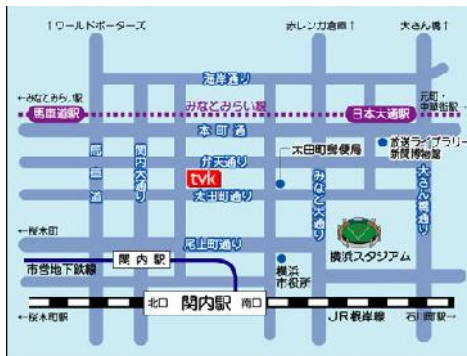 ↑ワールドポーターズ
赤レンガ倉庫↑
大さん橋↑
海岸通り
←みなとみらい駅
みなとみらい線
元町・
中華街駅→
馬車道駅
日本大通駅
本町通
馬車道
関内大通り
弁天通り
太田町郵便局
放送ライブラリー
新聞博物館
tvk
太田町通り
みなと大通り
大さん橋通り
←桜木町
尾上町通り
横浜スタジアム
市営地下鉄線
関内駅
横浜
市役所
北口
関内駅
南口
←桜木町駅
JR根岸線
石川町駅→